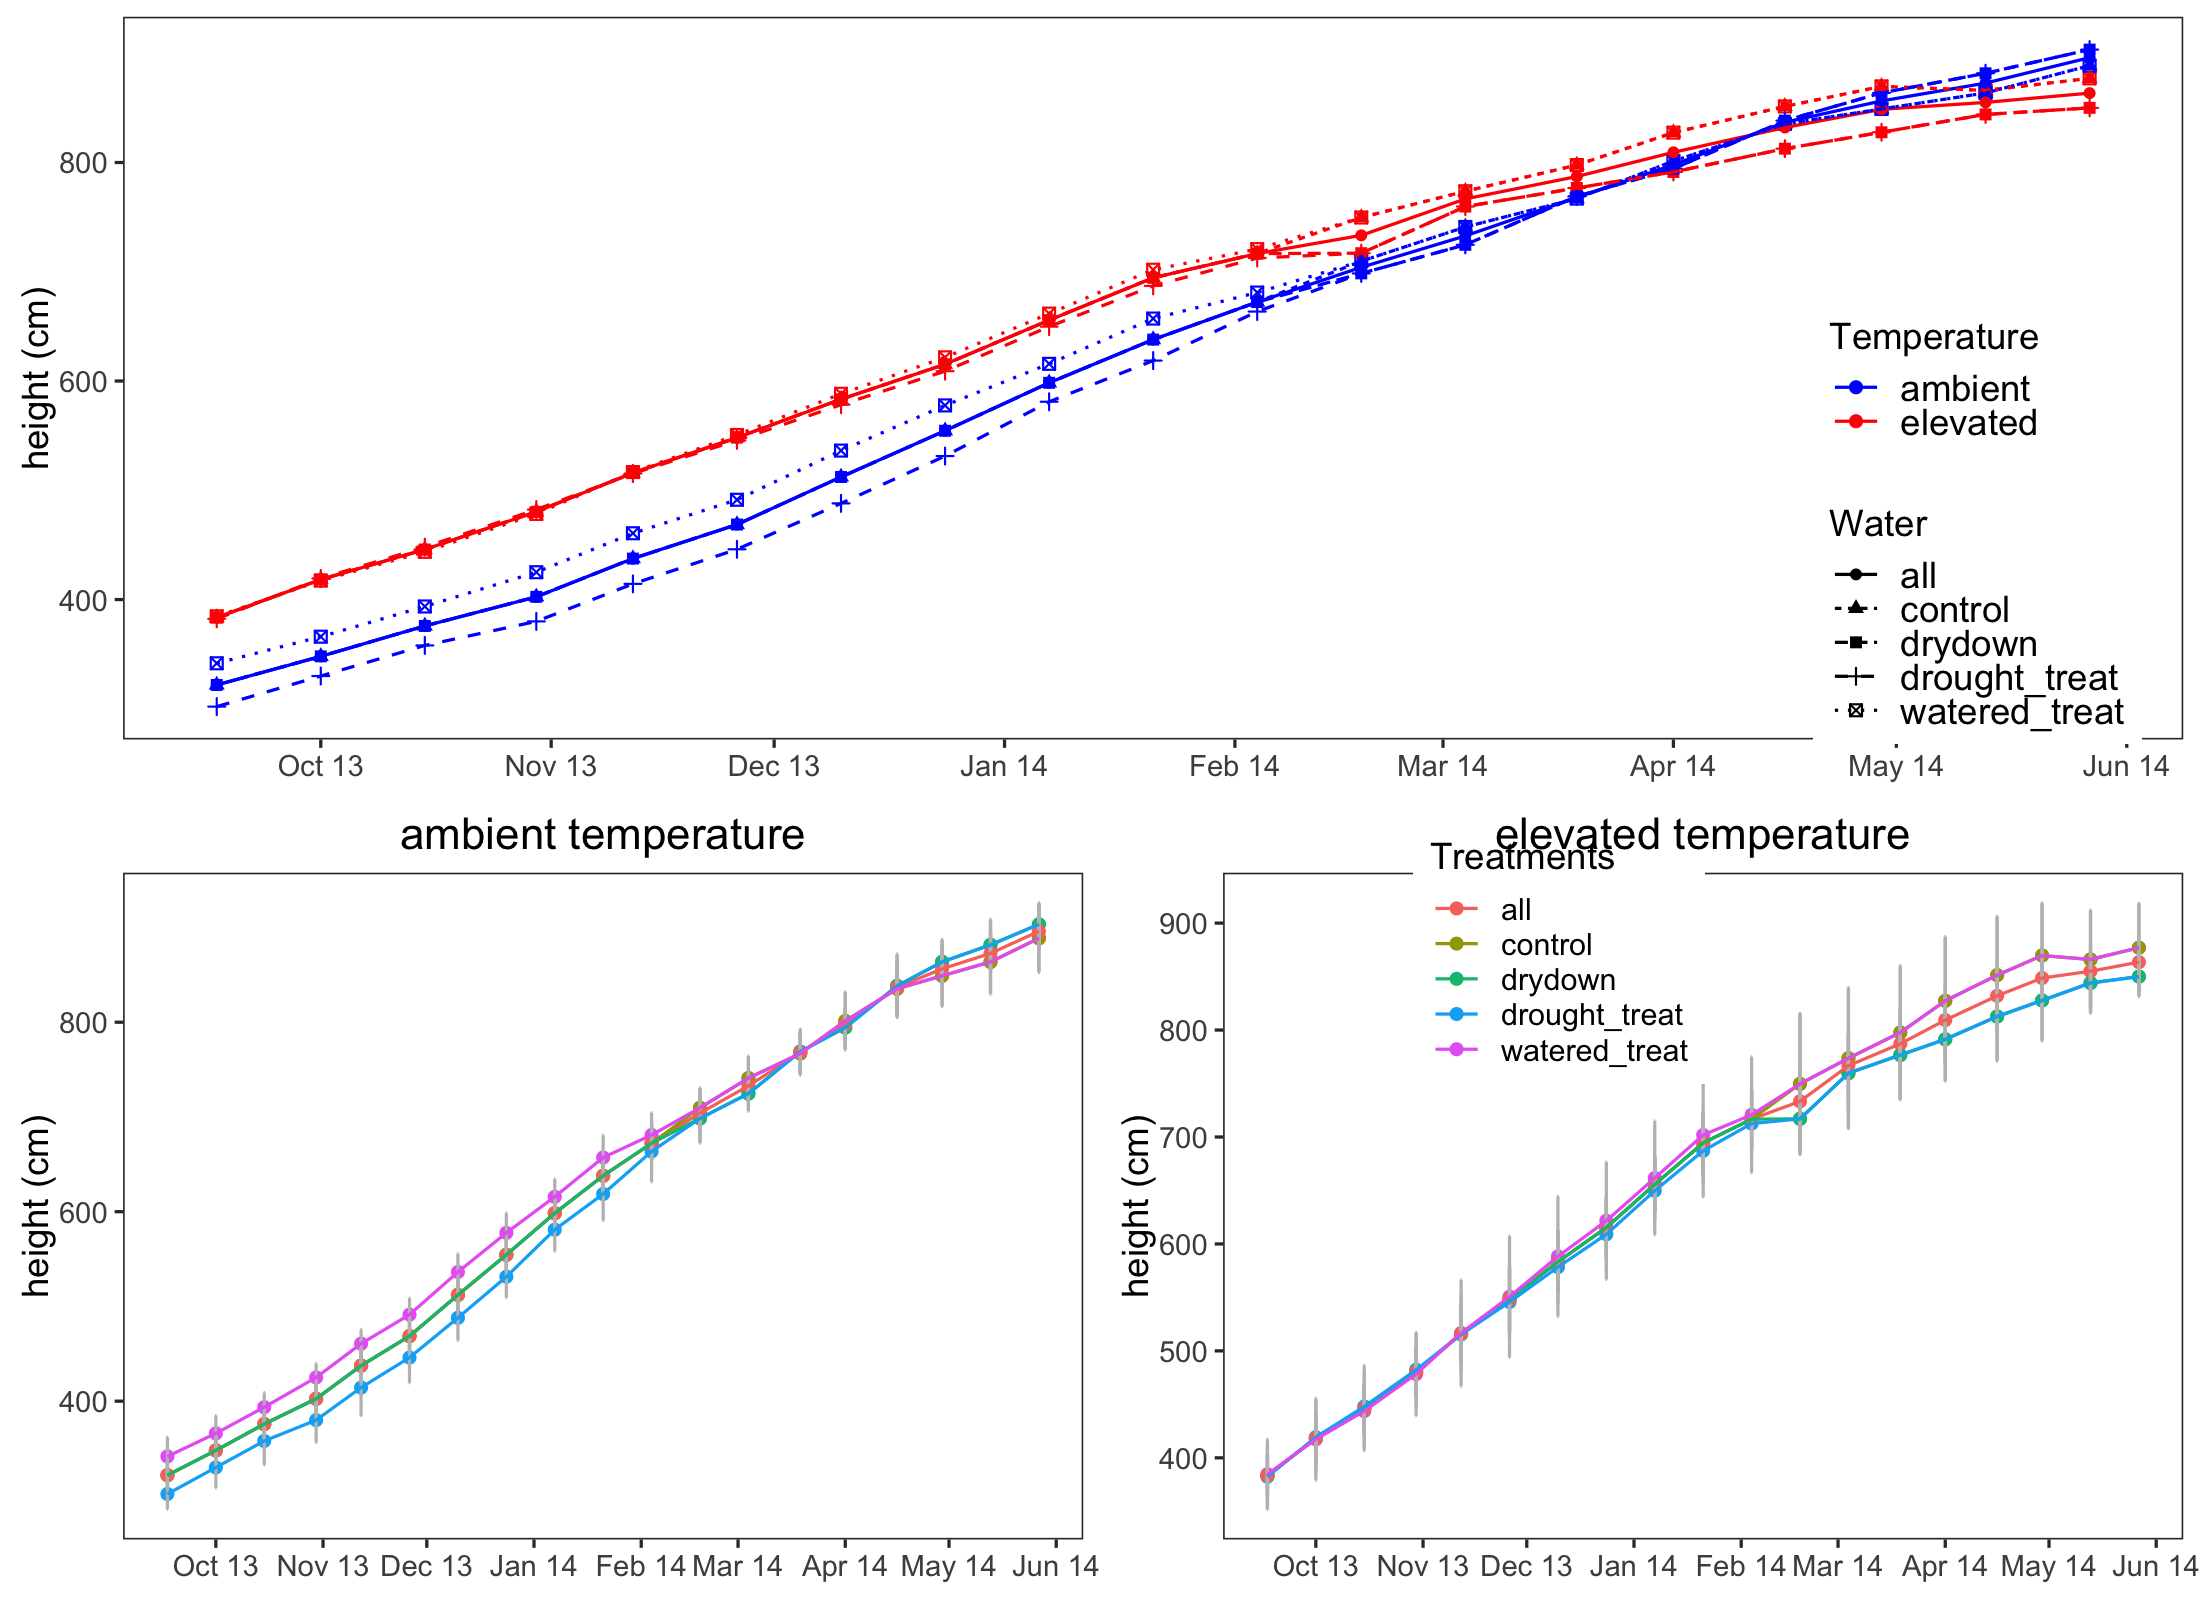 800
600
400
height (cm)
Temperature
ambient
elevated
Water
all
control
drydown
drought_treat
watered_treat
Oct 13 Nov 13 Dec 13 Jan 14 Feb 14 Mar 14 Apr 14 May 14 Jun 14
ambient temperature
800
600
400
height (cm)
Oct 13 Nov 13 Dec 13 Jan 14 Feb 14 Mar 14 Apr 14 May 14 Jun 14
elevated temperature
Treatments
all
control
drydown
drought_treat
watered_treat
900
800
700
600
500
400
height (cm)
Oct 13 Nov 13 Dec 13 Jan 14 Feb 14 Mar 14 Apr 14 May 14 Jun 14